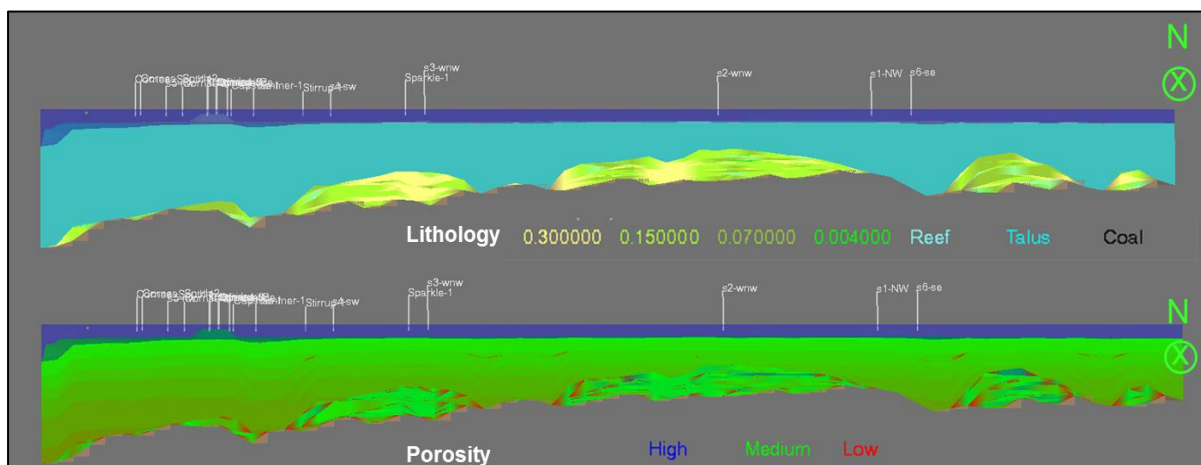 N
s3-wnw
s2-wnw
s1-NW
s6-se
Sparkle-1
Stirrup-1
s4-sw
Lithology 0.300000 0.150000 0.070000 0.004000 Reef Talus Coal
N
s3-wnw
s2-wnw
s1-NW
s6-se
Sparkle-1
Stirrup-1
Porosity High Medium Low